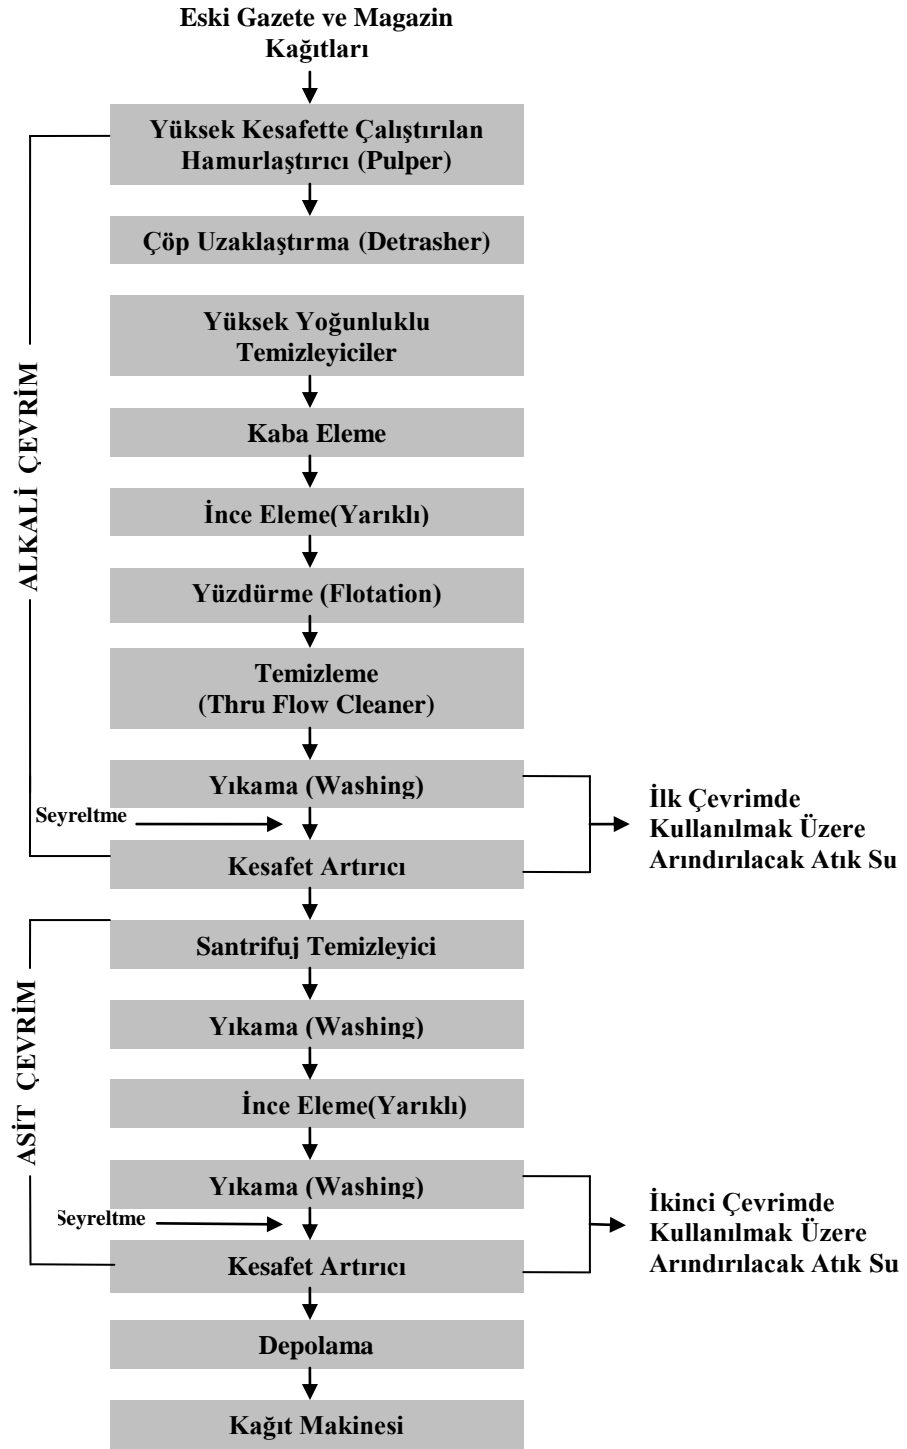 Eski Gazete ve Magazin
Kağıtları
Yüksek Kesafette Çalıştırılan
Hamurlaştırıcı (Pulper)
Çöp Uzaklaştırma (Detrasher)
Yüksek Yoğunluklu
Temizleyiciler
Kaba Eleme
İnce Eleme(Yarıklı)
Yüzdürme (Flotation)
Temizleme
(Thru Flow Cleaner)
Yıkama (Washing)
Seyreltme
Kesafet Artırıcı
ALKALİ ÇEVRİM
İlk Çevrimde
Kullanılmak Üzere
Arındırılacak Atık Su
Santrifuj Temizleyici
Yıkama (Washing)
İnce Eleme(Yarıklı)
Yıkama (Washing)
Seyreltme
Kesafet Artırıcı
ASİT ÇEVRİM
İkinci Çevrimde
Kullanılmak Üzere
Arındırılacak Atık Su
Depolama
Kağıt Makinesi